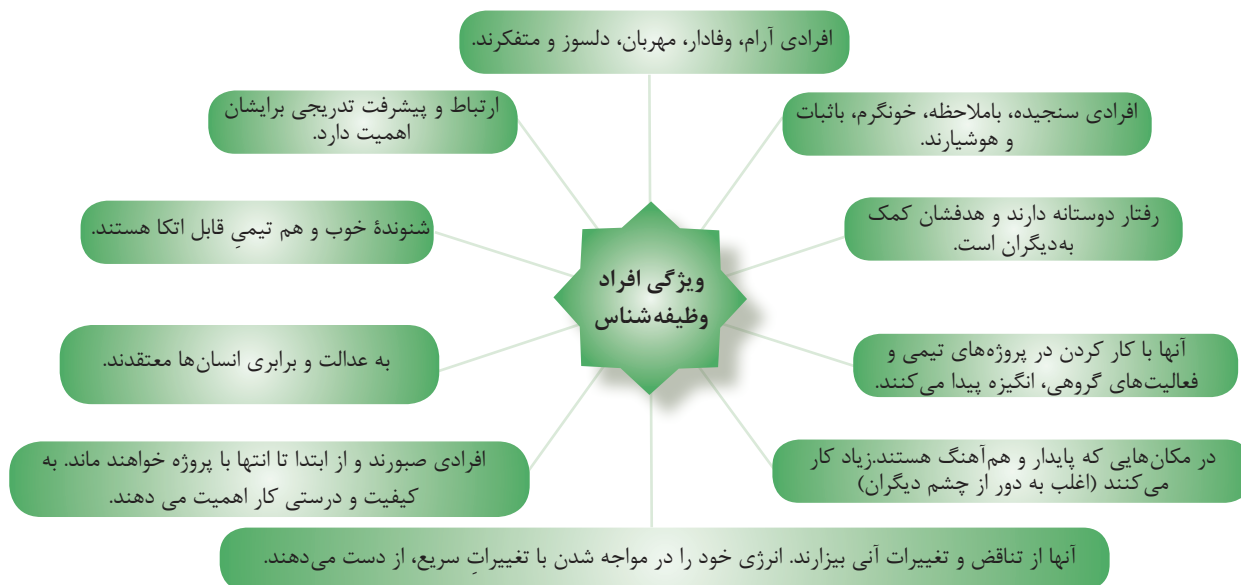 افرادی آرام، وفادار، مهربان، دلسوز و متفکرند.
افرادی سنجیده، باملاحظه، خونگرم، باثبات
و هوشیارند.
رفتار دوستانه دارند و هدفشان کمک
به‌دیگران است.
آنها با کار کردن در پروژه‌های تیمی و
فعالیت‌های گروهی، انگیزه پیدا می‌کنند.
در مکان‌هایی که پایدار و هم‌آهنگ هستند.زیاد کار
می‌کنند (اغلب به دور از چشم دیگران)
آنها از تناقض و تغییرات آنی بیزارند. انرژی خود را در مواجه شدن با تغییراتِ سریع، از دست می‌دهند.
افرادی صبورند و از ابتدا تا انتها با پروژه خواهند ماند. به
کیفیت و درستی کار اهمیت می دهند.
به عدالت و برابری انسان‌ها معتقدند.
شنوندهٔ خوب و هم تیمیِ قابل اتکا هستند.
ارتباط و پیشرفت تدریجی برایشان
اهمیت دارد.
ویژگی افراد
وظیفه‌شناس